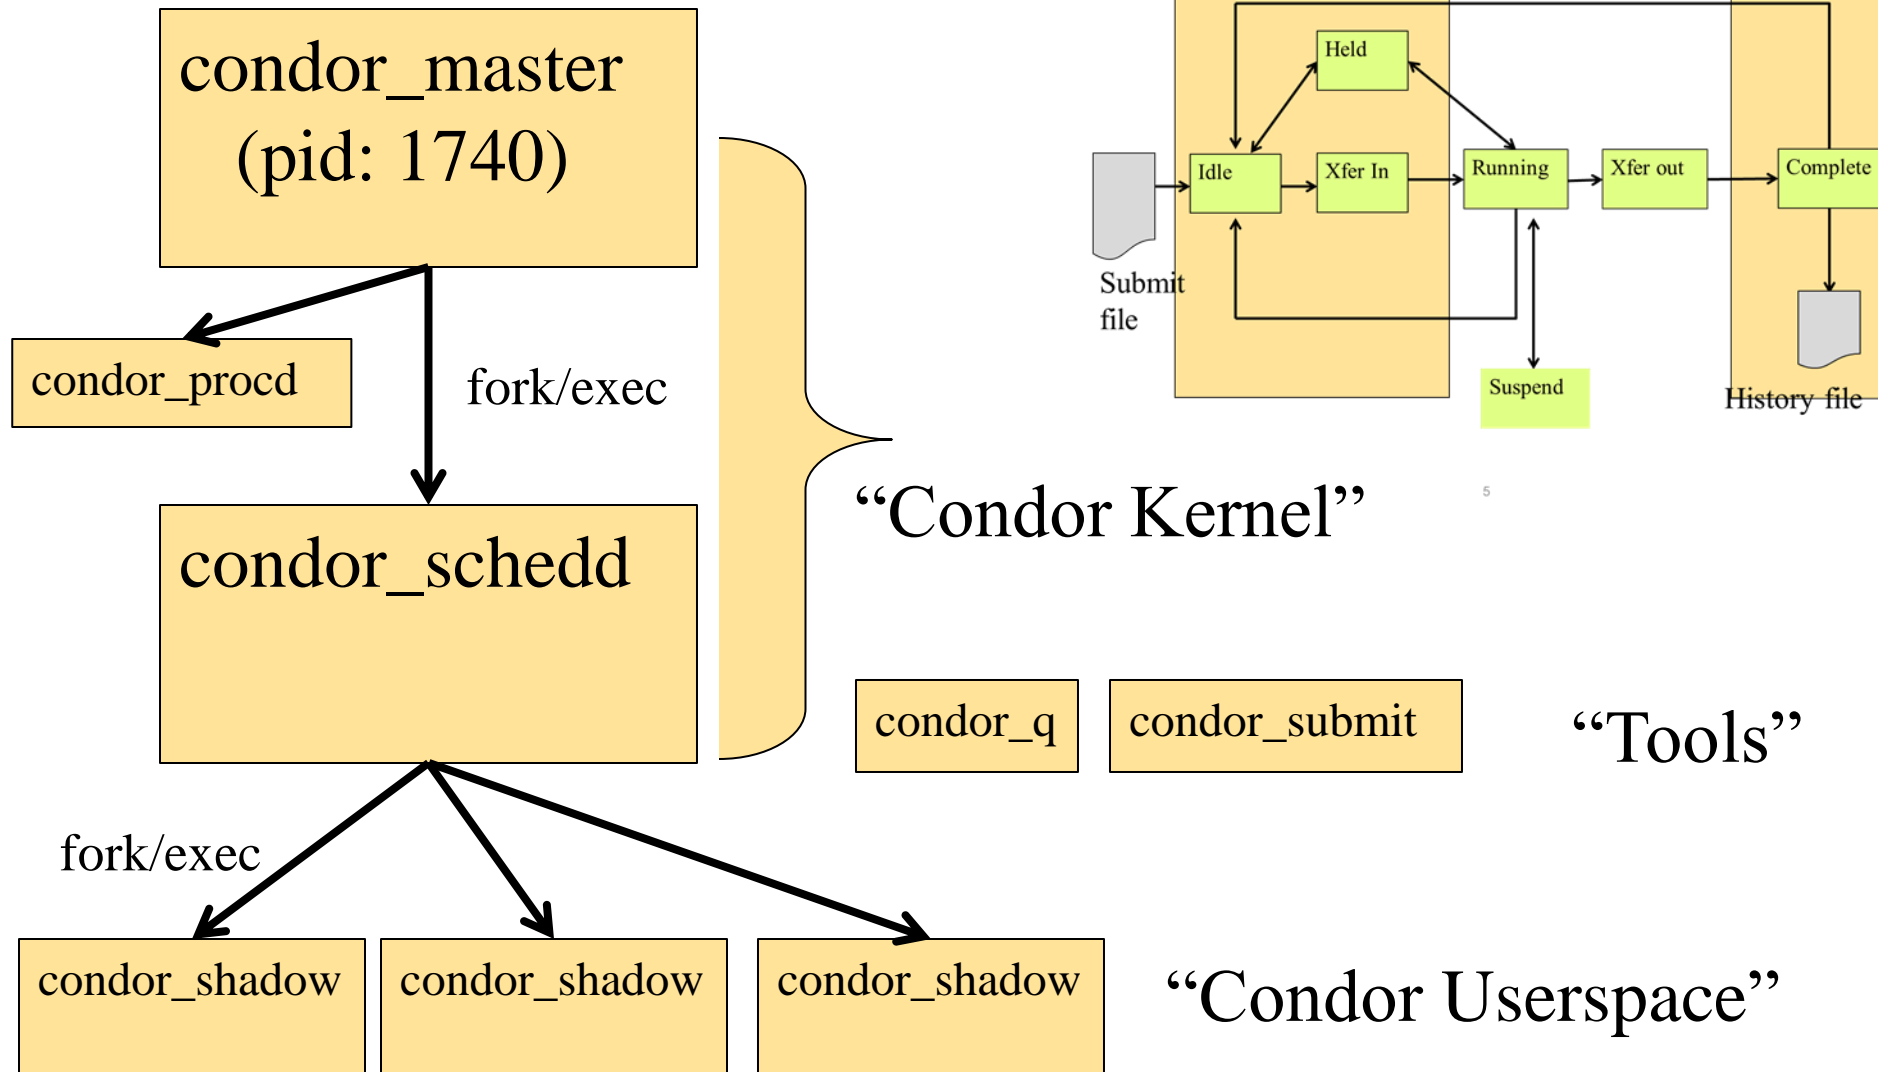 condor_master
(pid: 1740)
condor_procd
fork/exec
condor_schedd
fork/exec
condor_shadow
condor_shadow
condor_shadow
“Condor Kernel”
condor_q
condor_submit
“Tools”
“Condor Userspace”
Held
Idle
Xfer In
Running
Xfer out
Complete
Submit
file
Suspend
History file
5